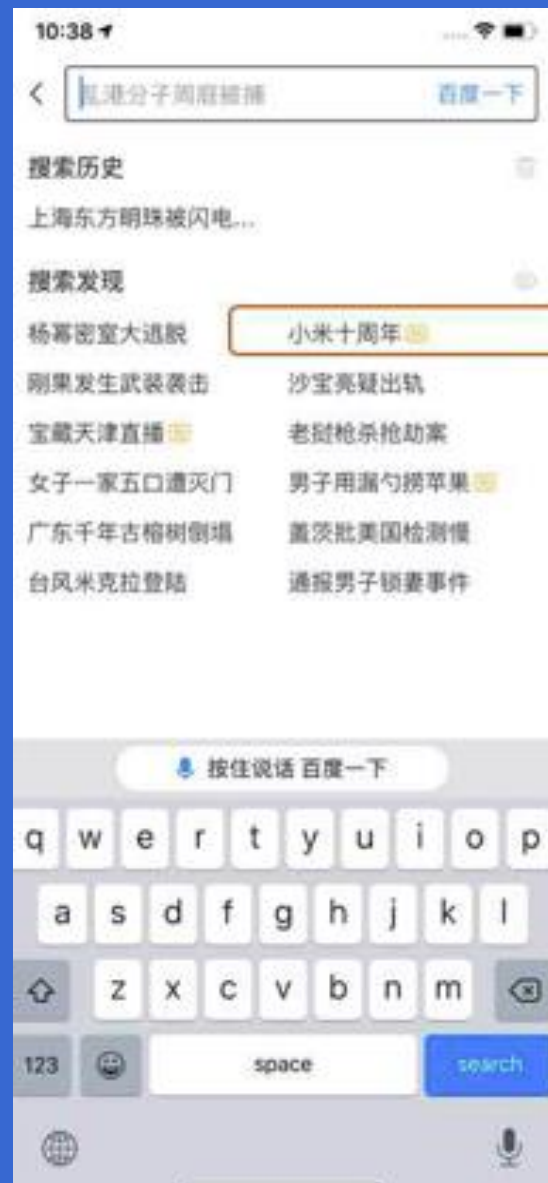 10:38
乱港分子周庭被捕 百度一下
搜索历史
上海东方明珠被闪电...
搜索发现
杨幂密室大逃脱 小米十周年
刚果发生武装袭击 沙宝亮疑出轨
宝藏天津直播
老挝枪杀抢劫案
女子一家五口遭灭门 男子用漏勺捞苹果
广东千年古榕树倒塌 盖茨批美国检测慢
台风米克拉登陆 通报男子锁妻事件
按住说话 百度一下
q w e r t y u i o p
a s d f g h j k l
z x c v b n m
123 space search